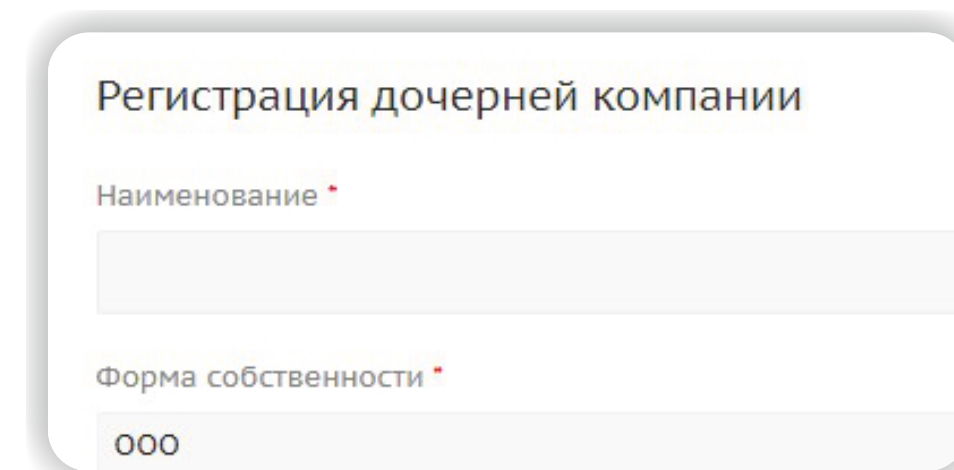 Регистрация дочерней компании
Наименование *
Форма собственности *
ООО